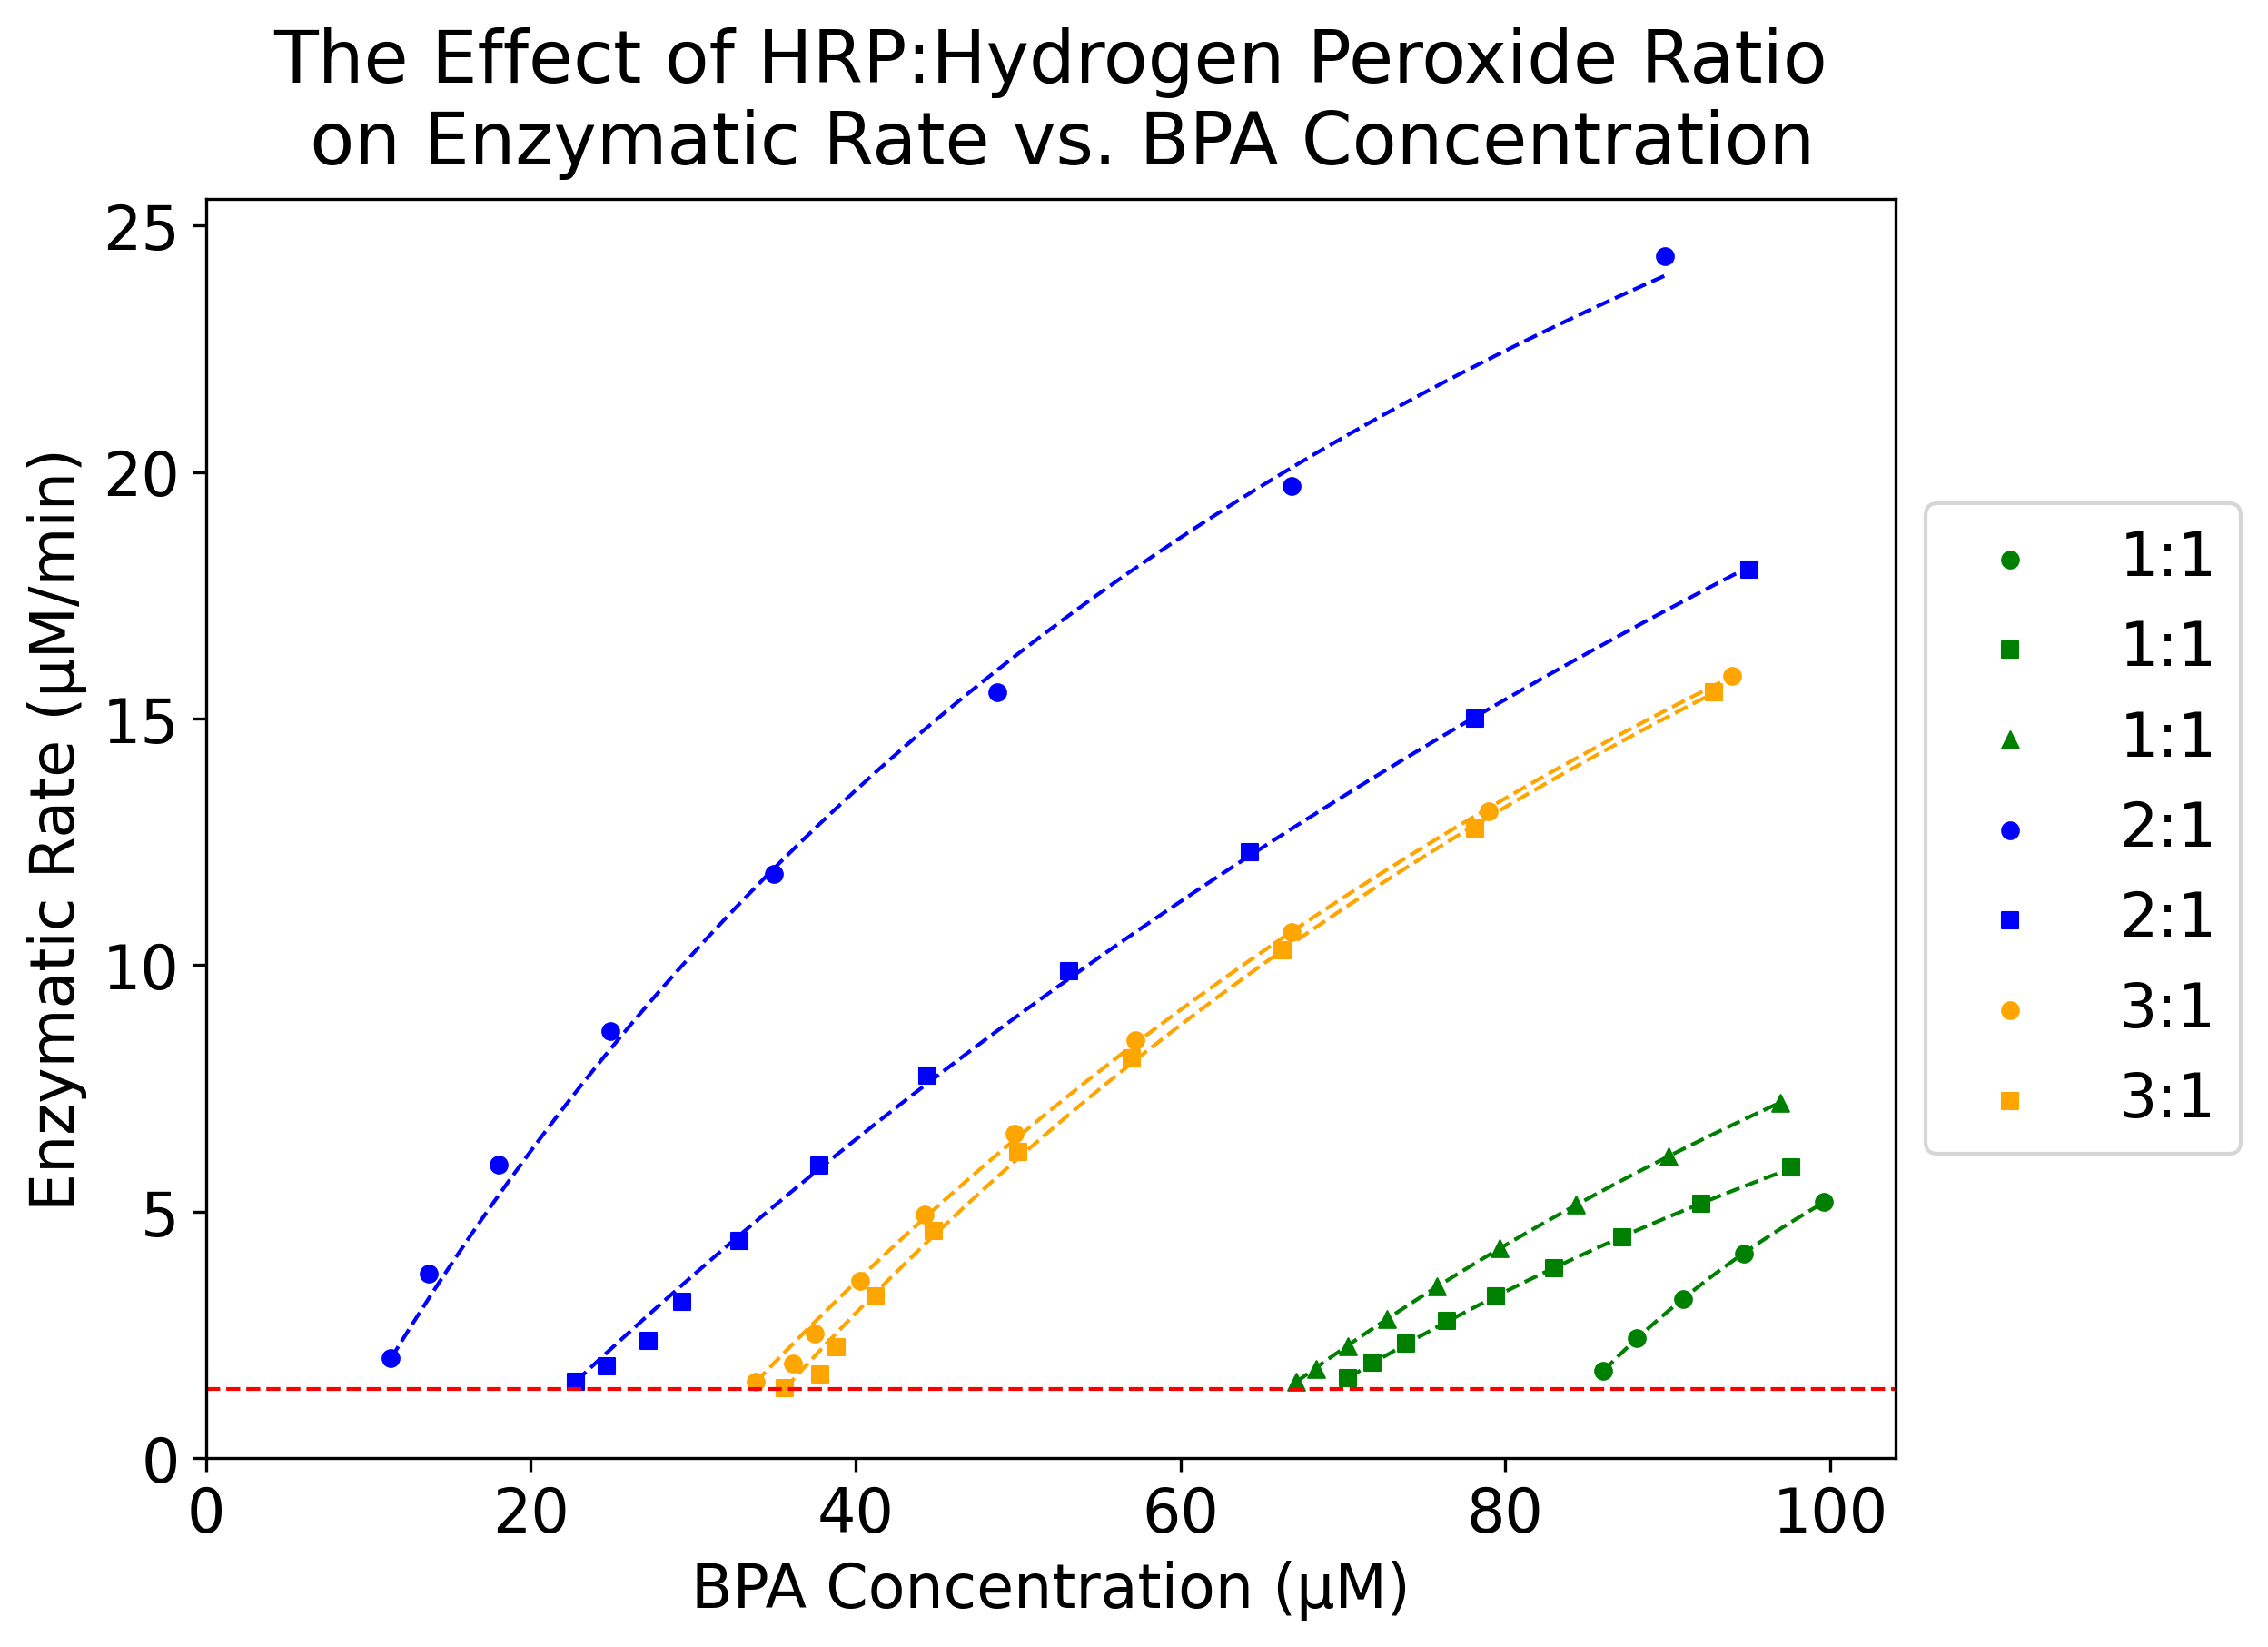 The Effect of HRP:Hydrogen Peroxide Ratio
on Enzymatic Rate vs. BPA Concentration
Enzymatic Rate (μM/min)
25
20
15
10
5
0
0 20 40 60 80 100
BPA Concentration (μM)
1:1
1:1
1:1
2:1
2:1
3:1
3:1